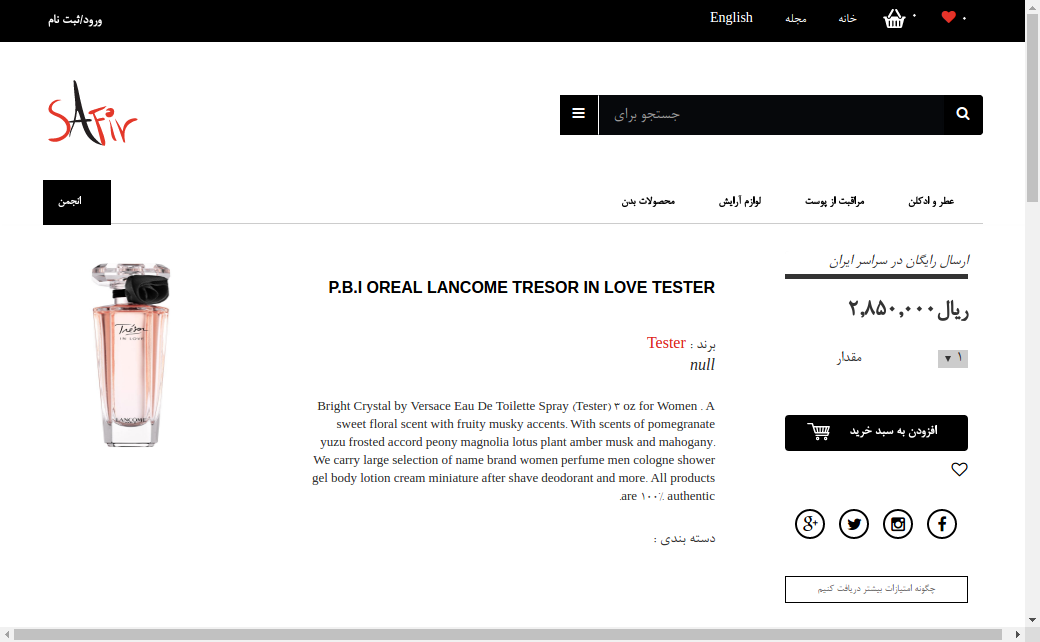 ورود/ثبت نام
English
مجله
خانه
SAFir
جستجو برای
انجمن
محصولات بدن
لوازم آرایش
مراقبت از پوست
عطر و ادکلن
ارسال رایگان در سراسر ایران
ریال۲,۸۵۰,۰۰۰
مقدار
۱
افزودن به سبد خرید
چگونه امتیازات بیشتر دریافت کنیم
P.B.I OREAL LANCOME TRESOR IN LOVE TESTER
برند : Tester
null
Bright Crystal by Versace Eau De Toilette Spray (Tester) ۳ oz for Women . A
sweet floral scent with fruity musky accents. With scents of pomegranate
yuzu frosted accord peony magnolia lotus plant amber musk and mahogany.
We carry large selection of name brand women perfume men cologne shower
gel body lotion cream miniature after shave deodorant and more. All products
are ۱۰۰٪ authentic.
دسته بندی :
Trésor
IN LOVE
LANCOME